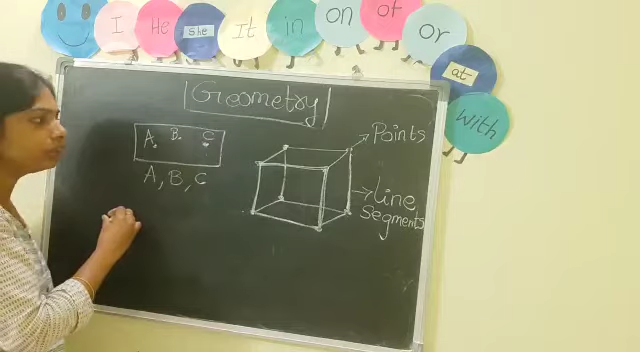 I
He
she
It
in
on
of
or
at
with
Geometry
A. B. C
A, B, C
Points
Line
Segments